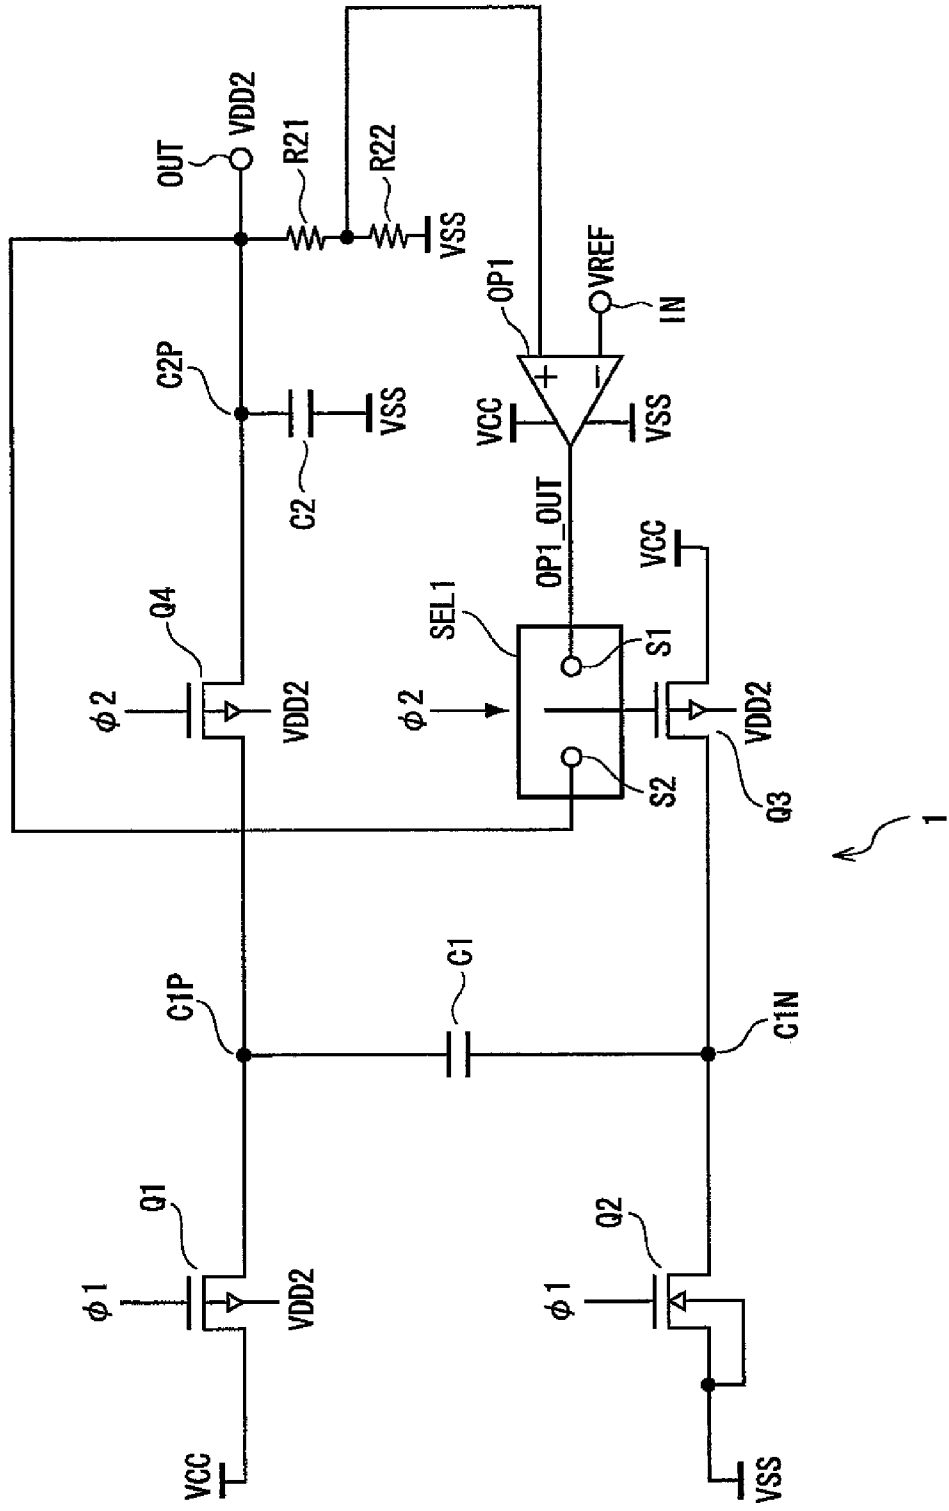 VCC
φ1
Q1
VDD2
C1P
φ2
Q4
VDD2
C2P
C2
VSS
OUT
VDD2
R21
R22
VSS
C1
φ2
SEL1
S2
S1
OP1_OUT
VCC
OP1
+
−
VSS
VREF
IN
VSS
φ1
Q2
C1N
Q3
VDD2
VCC
1